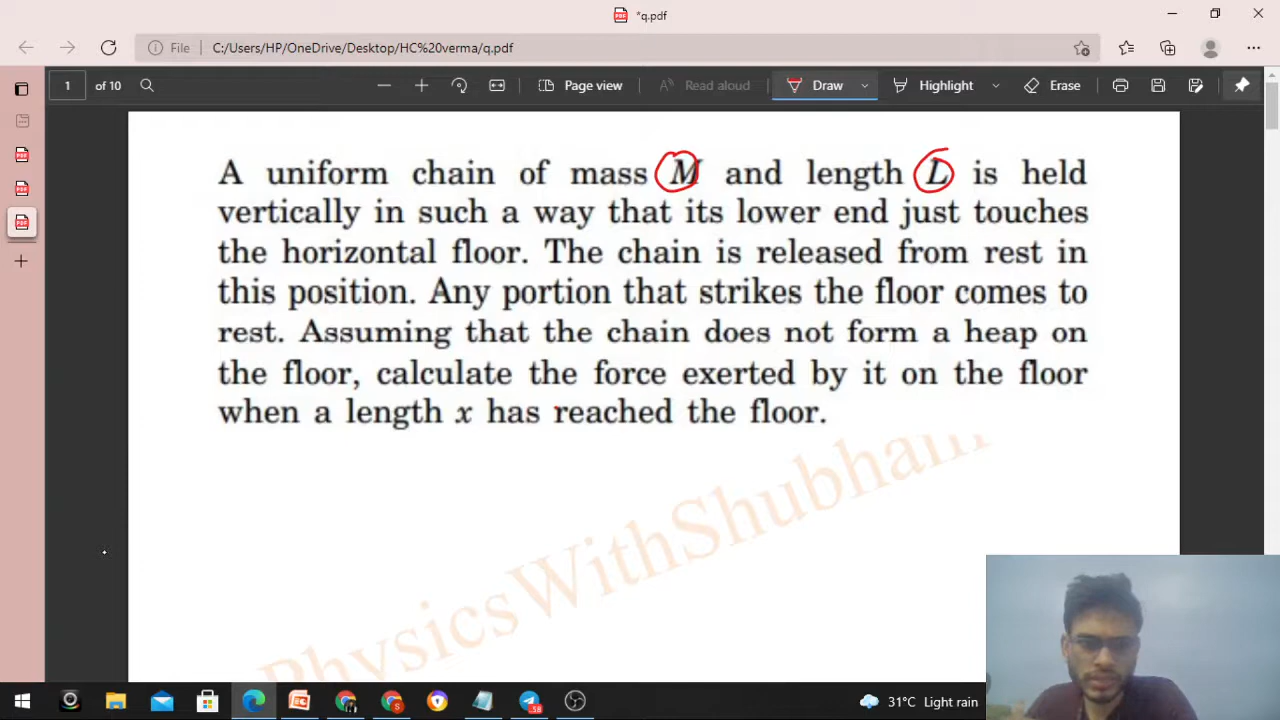 *q.pdf
File C:/Users/HP/OneDrive/Desktop/HC%20verma/q.pdf
1 of 10 Page view Read aloud Draw Highlight Erase
A uniform chain of mass M and length L is held
vertically in such a way that its lower end just touches
the horizontal floor. The chain is released from rest in
this position. Any portion that strikes the floor comes to
rest. Assuming that the chain does not form a heap on
the floor, calculate the force exerted by it on the floor
when a length x has reached the floor.
PhysicsWithShubham
31°C Light rain